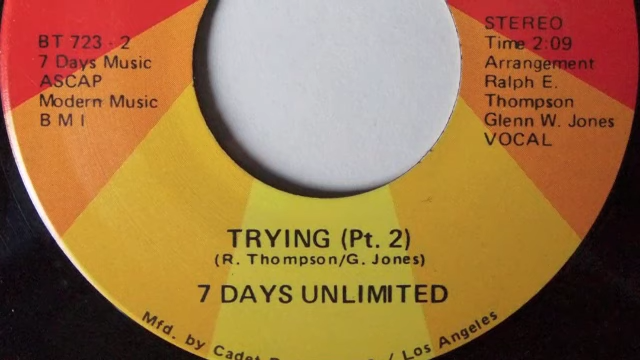 BT 723 - 2
7 Days Music
ASCAP
Modern Music
B M I
STEREO
Time 2:09
Arrangement
Ralph E.
Thompson
Glenn W. Jones
VOCAL
TRYING (Pt. 2)
(R. Thompson/G. Jones)
7 DAYS UNLIMITED
Mfd. by Cadet / Los Angeles